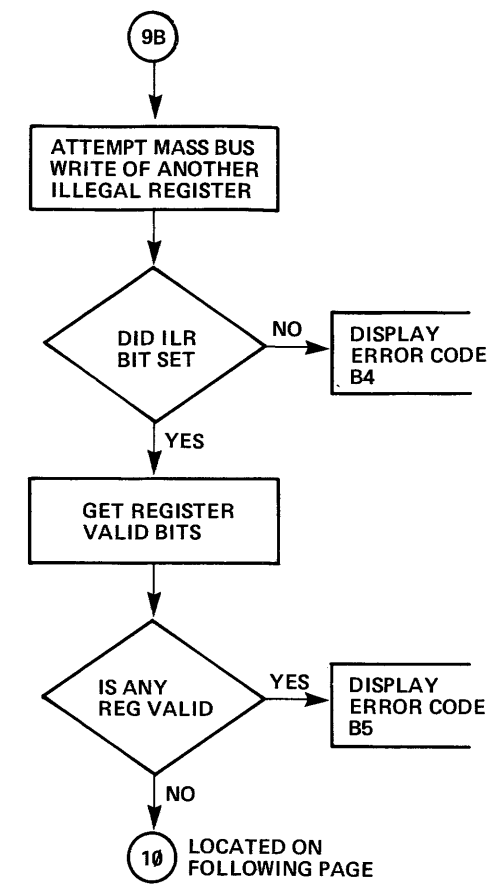 9B
ATTEMPT MASS BUS
WRITE OF ANOTHER
ILLEGAL REGISTER
DID ILR
BIT SET
NO
DISPLAY
ERROR CODE
B4
YES
GET REGISTER
VALID BITS
IS ANY
REG VALID
YES
DISPLAY
ERROR CODE
B5
NO
1Ø
LOCATED ON
FOLLOWING PAGE